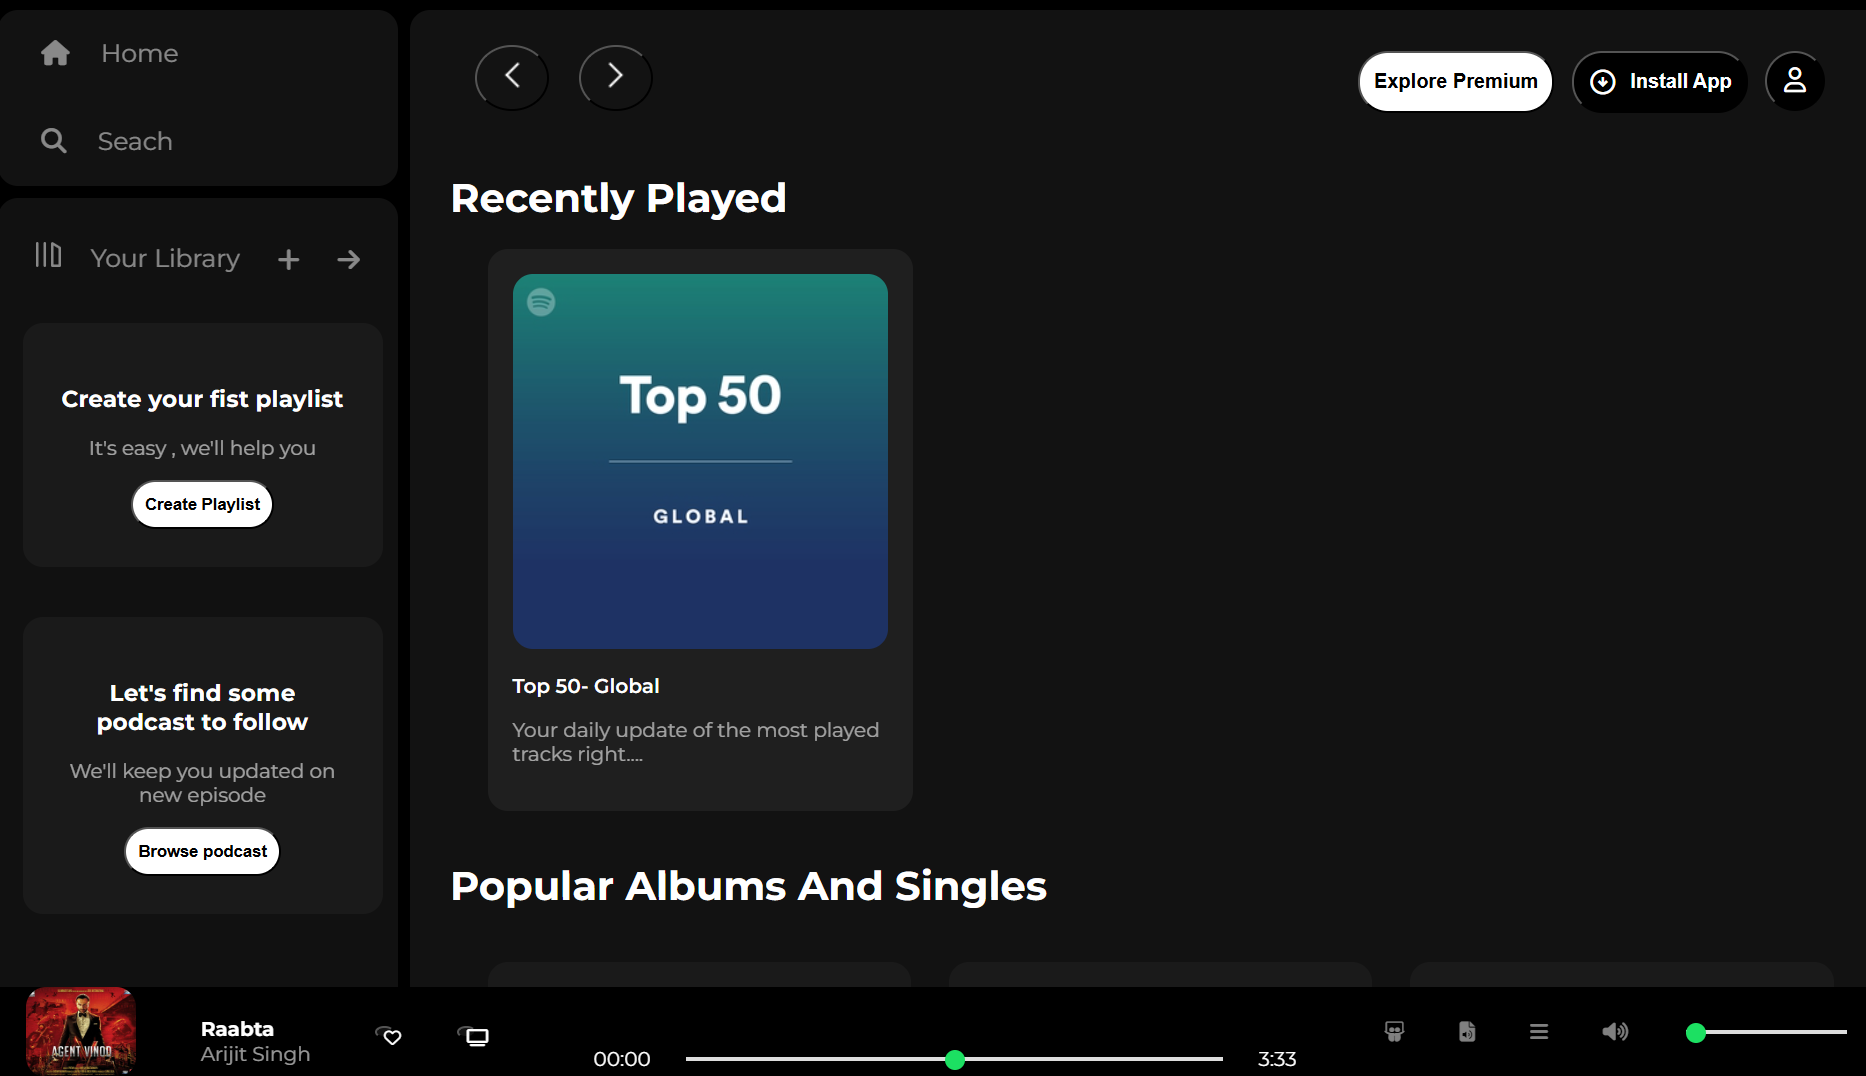 Home
Seach
Your Library
Create your fist playlist
It's easy , we'll help you
Create Playlist
Let's find some
podcast to follow
We'll keep you updated on
new episode
Browse podcast
Explore Premium
Install App
Recently Played
Top 50
GLOBAL
Top 50- Global
Your daily update of the most played
tracks right....
Popular Albums And Singles
AGENT VINOD
Raabta
Arijit Singh
00:00
3:33